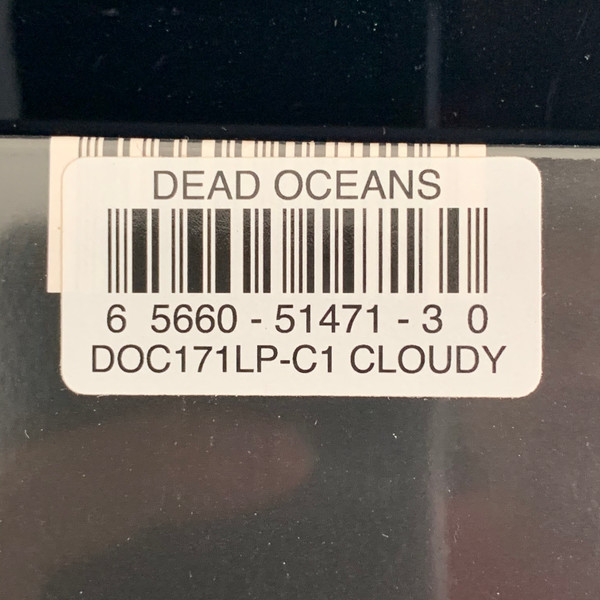 DEAD OCEANS
6 5660 - 51471 - 3 0
DOC171LP-C1 CLOUDY